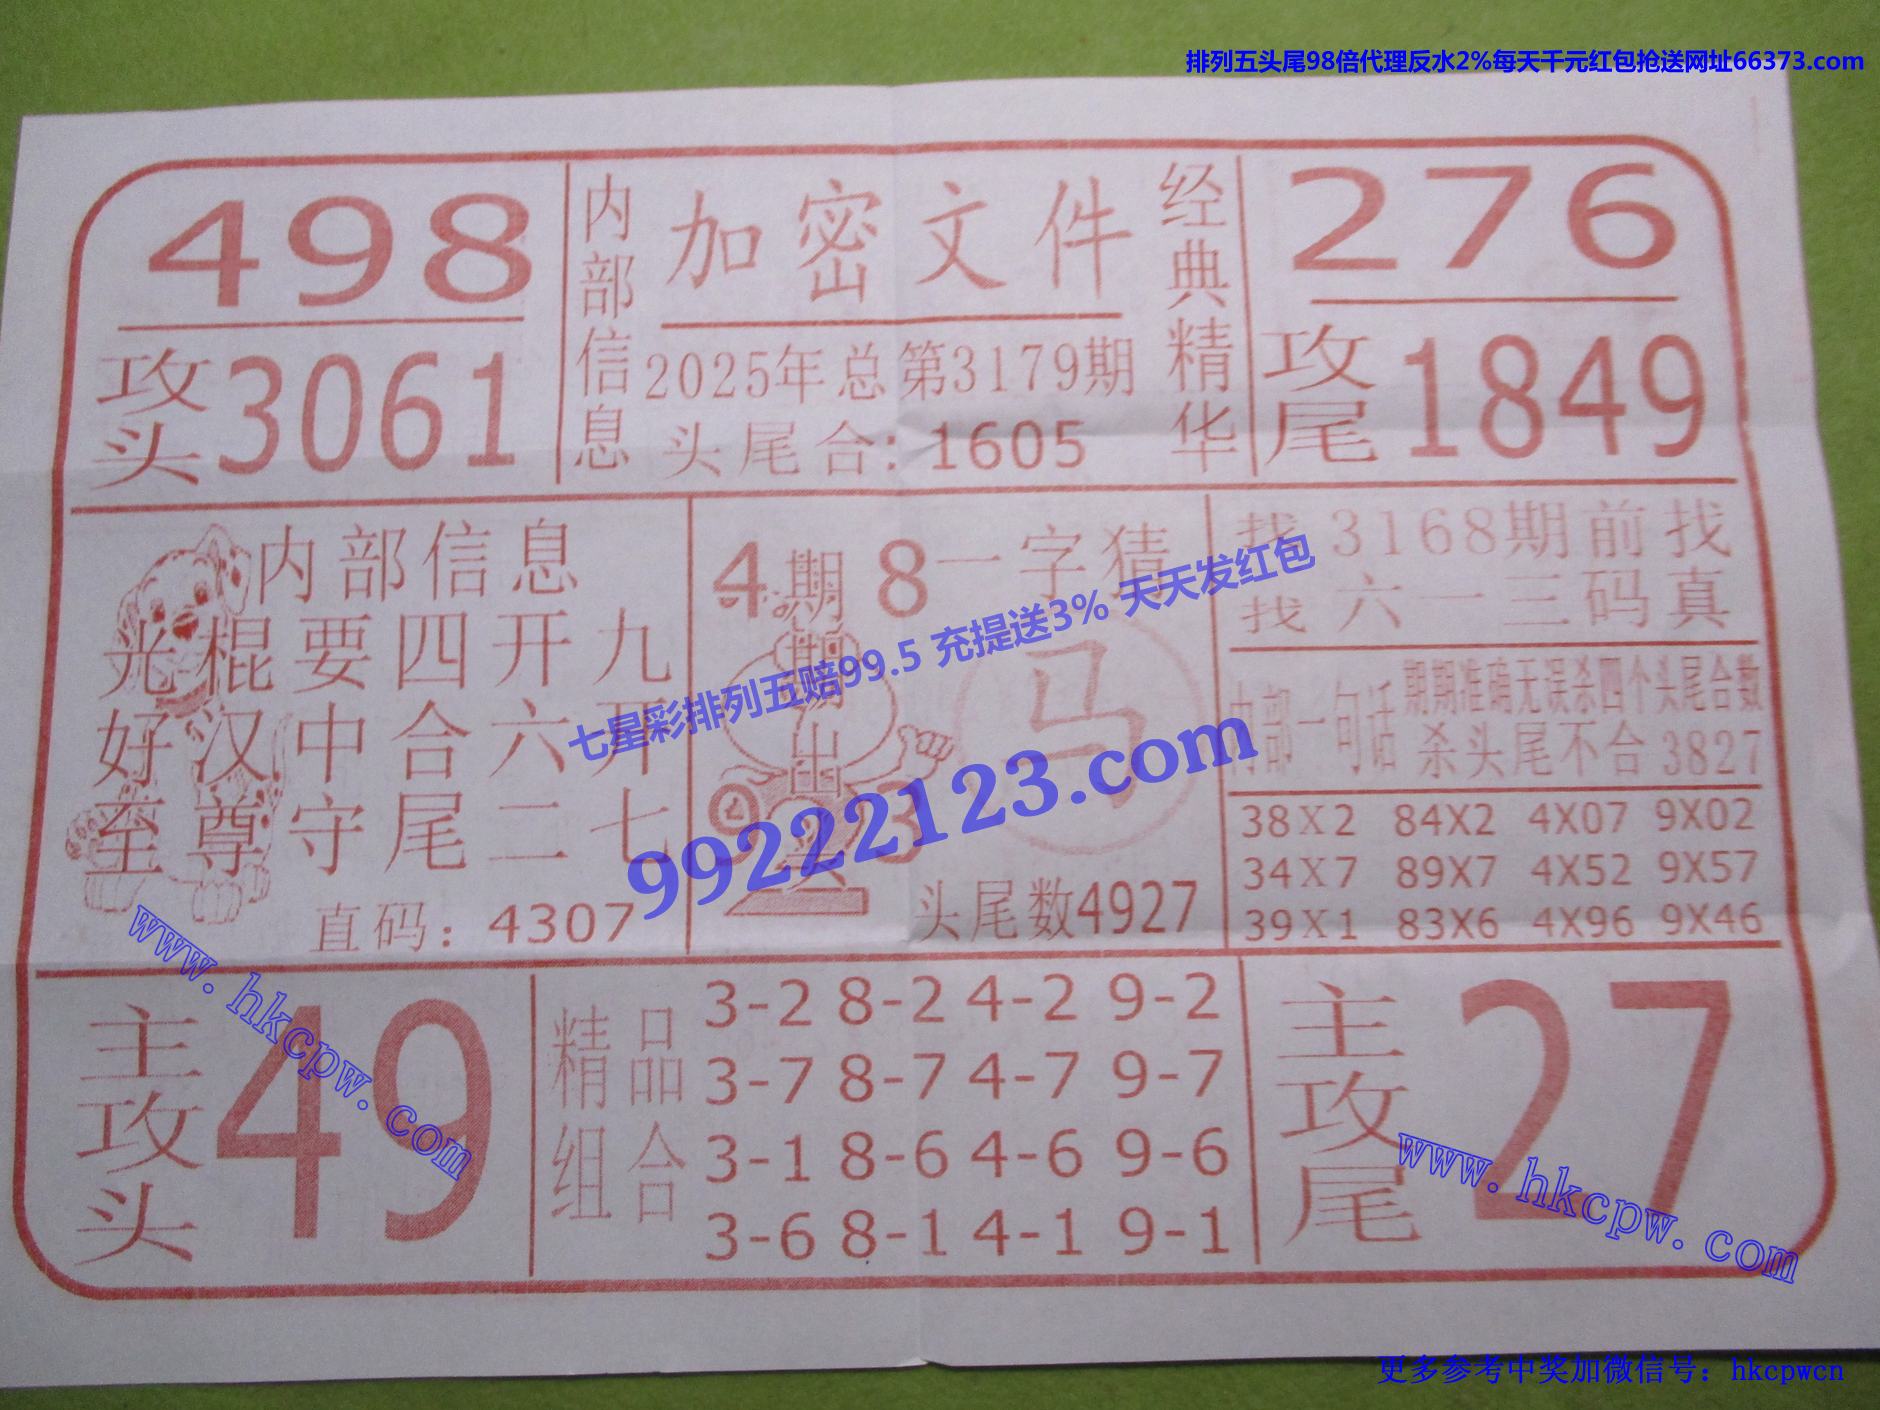 排列五头尾98倍代理反水2%每天千元红包抢送网址66373.com
498
攻头3061
内部信息
加密文件
2025年总第3179期
头尾合:1605
经典精华
276
攻尾1849
内部信息
光棍要四开九
好汉中合六开
至尊守尾二七
直码:4307
4期8
期期出
9
3
一字猜
马
头尾数4927
找3168期前找
找六一三码真
内部一句话
期期准确无误杀四个头尾合数
杀头尾不合3827
38X2 84X2 4X07 9X02
34X7 89X7 4X52 9X57
39X1 83X6 4X96 9X46
七星彩排列五赔99.5 充提送3% 天天发红包
99222123.com
主攻头49
精品组合
3-2 8-2 4-2 9-2
3-7 8-7 4-7 9-7
3-1 8-6 4-6 9-6
3-6 8-1 4-1 9-1
主攻尾27
www.hkcpw.com
www.hkcpw.com
更多参考中奖加微信号：hkcpwcn